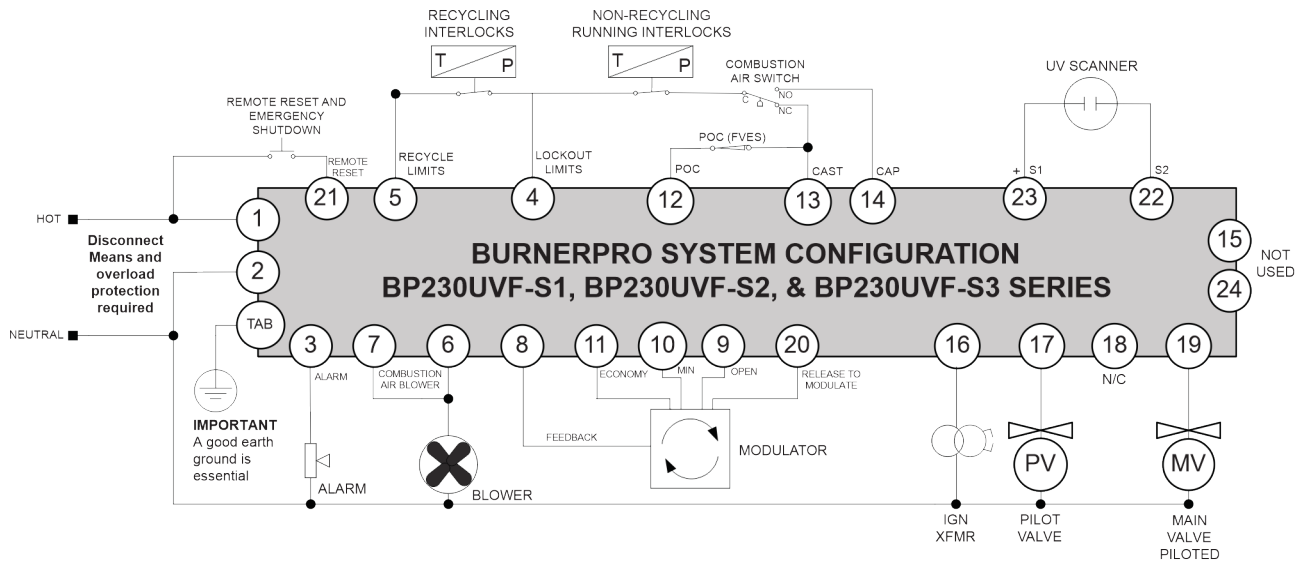 RECYCLING
INTERLOCKS
T
P
NON-RECYCLING
RUNNING INTERLOCKS
T
P
COMBUSTION
AIR SWITCH
C
NO
NC
UV SCANNER
REMOTE RESET AND
EMERGENCY
SHUTDOWN
REMOTE
RESET
RECYCLE
LIMITS
LOCKOUT
LIMITS
POC (FVES)
POC
CAST
CAP
+ S1
S2
21
5
4
12
13
14
23
22
HOT
1
Disconnect
Means and
overload
protection
required
2
NEUTRAL
TAB
BURNERPRO SYSTEM CONFIGURATION
BP230UVF-S1, BP230UVF-S2, & BP230UVF-S3 SERIES
15
24
NOT
USED
3
7
6
8
11
10
9
20
16
17
18
19
ALARM
COMBUSTION
AIR BLOWER
ECONOMY
MIN
OPEN
RELEASE TO
MODULATE
N/C
IMPORTANT
A good earth
ground is
essential
ALARM
BLOWER
FEEDBACK
MODULATOR
PV
MV
IGN
XFMR
PILOT
VALVE
MAIN
VALVE
PILOTED